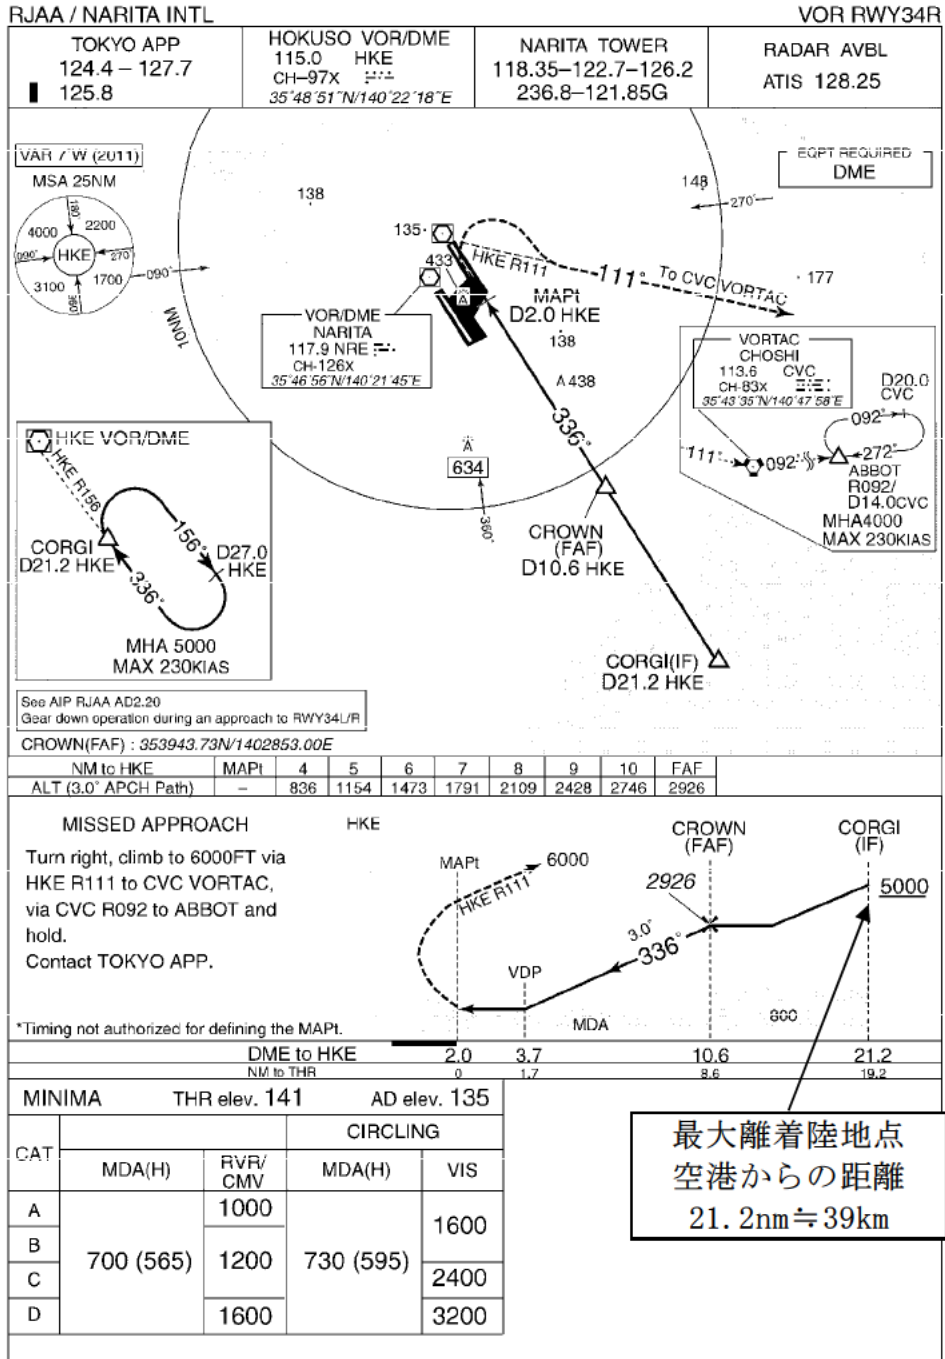 RJAA / NARITA INTL
VOR RWY34R
TOKYO APP
124.4 – 127.7
125.8
HOKUSO VOR/DME
115.0 HKE
CH–97X
35°48′51″N/140°22′18″E
NARITA TOWER
118.35–122.7–126.2
236.8–121.85G
RADAR AVBL
ATIS 128.25
VAR 7°W (2011)
MSA 25NM
180°
4000
2200
090°
HKE
270°
3100
1700
360°
090°
10NM
138
148
270°
EQPT REQUIRED
DME
135
433
HKE R111
111°
To CVC VORTAC
177
MAPt
D2.0 HKE
138
A 438
VOR/DME
NARITA
117.9 NRE
CH-126X
35°46′56″N/140°21′45″E
336°
634
360°
CROWN
(FAF)
D10.6 HKE
CORGI(IF)
D21.2 HKE
VORTAC
CHOSHI
113.6 CVC
CH-83X
35°43′35″N/140°47′58″E
D20.0
CVC
092°
111°
092°
272°
ABBOT
R092/
D14.0CVC
MHA4000
MAX 230KIAS
HKE VOR/DME
HKE R156
CORGI
D21.2 HKE
156°
D27.0
HKE
336°
MHA 5000
MAX 230KIAS
See AIP RJAA AD2.20
Gear down operation during an approach to RWY34L/R
CROWN(FAF) : 353943.73N/1402853.00E
NM to HKE MAPt 4 5 6 7 8 9 10 FAF
ALT (3.0° APCH Path) – 836 1154 1473 1791 2109 2428 2746 2926
MISSED APPROACH
Turn right, climb to 6000FT via
HKE R111 to CVC VORTAC,
via CVC R092 to ABBOT and
hold.
Contact TOKYO APP.
*Timing not authorized for defining the MAPt.
HKE
MAPt
6000
HKE R111
CROWN
(FAF)
CORGI
(IF)
2926
5000
3.0°
336°
VDP
MDA
800
DME to HKE 2.0 3.7 10.6 21.2
NM to THR 0 1.7 8.6 19.2
MINIMA THR elev. 141 AD elev. 135
CAT
CIRCLING
MDA(H) RVR/CMV MDA(H) VIS
A 1000
B 1600
700 (565) 1200 730 (595)
C 2400
D 1600 3200
最大離着陸地点
空港からの距離
21.2nm≒39km